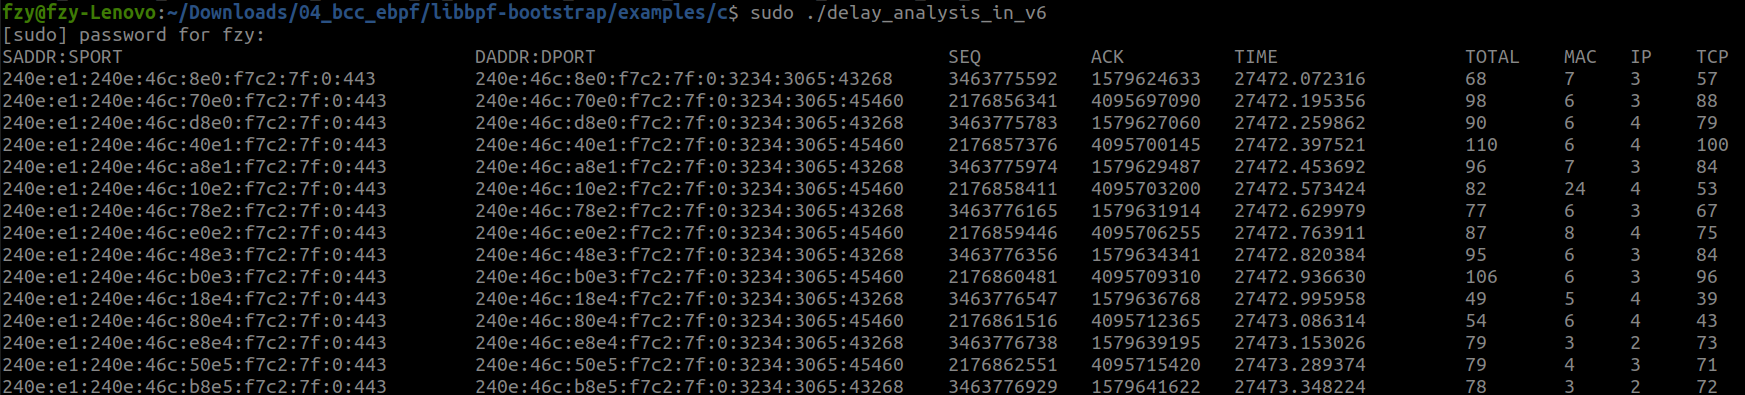 fzy@fzy-Lenovo:~/Downloads/04_bcc_ebpf/libbpf-bootstrap/examples/c$ sudo ./delay_analysis_in_v6
[sudo] password for fzy:
SADDR:SPORT DADDR:DPORT SEQ ACK TIME TOTAL MAC IP TCP
240e:e1:240e:46c:8e0:f7c2:7f:0:443 240e:46c:8e0:f7c2:7f:0:3234:3065:43268 3463775592 1579624633 27472.072316 68 7 3 57
240e:e1:240e:46c:70e0:f7c2:7f:0:443 240e:46c:70e0:f7c2:7f:0:3234:3065:45460 2176856341 4095697090 27472.195356 98 6 3 88
240e:e1:240e:46c:d8e0:f7c2:7f:0:443 240e:46c:d8e0:f7c2:7f:0:3234:3065:43268 3463775783 1579627060 27472.259862 90 6 4 79
240e:e1:240e:46c:40e1:f7c2:7f:0:443 240e:46c:40e1:f7c2:7f:0:3234:3065:45460 2176857376 4095700145 27472.397521 110 6 4 100
240e:e1:240e:46c:a8e1:f7c2:7f:0:443 240e:46c:a8e1:f7c2:7f:0:3234:3065:43268 3463775974 1579629487 27472.453692 96 7 3 84
240e:e1:240e:46c:10e2:f7c2:7f:0:443 240e:46c:10e2:f7c2:7f:0:3234:3065:45460 2176858411 4095703200 27472.573424 82 24 4 53
240e:e1:240e:46c:78e2:f7c2:7f:0:443 240e:46c:78e2:f7c2:7f:0:3234:3065:43268 3463776165 1579631914 27472.629979 77 6 3 67
240e:e1:240e:46c:e0e2:f7c2:7f:0:443 240e:46c:e0e2:f7c2:7f:0:3234:3065:45460 2176859446 4095706255 27472.763911 87 8 4 75
240e:e1:240e:46c:48e3:f7c2:7f:0:443 240e:46c:48e3:f7c2:7f:0:3234:3065:43268 3463776356 1579634341 27472.820384 95 6 3 84
240e:e1:240e:46c:b0e3:f7c2:7f:0:443 240e:46c:b0e3:f7c2:7f:0:3234:3065:45460 2176860481 4095709310 27472.936630 106 6 3 96
240e:e1:240e:46c:18e4:f7c2:7f:0:443 240e:46c:18e4:f7c2:7f:0:3234:3065:43268 3463776547 1579636768 27472.995958 49 5 4 39
240e:e1:240e:46c:80e4:f7c2:7f:0:443 240e:46c:80e4:f7c2:7f:0:3234:3065:45460 2176861516 4095712365 27473.086314 54 6 4 43
240e:e1:240e:46c:e8e4:f7c2:7f:0:443 240e:46c:e8e4:f7c2:7f:0:3234:3065:43268 3463776738 1579639195 27473.153026 79 3 2 73
240e:e1:240e:46c:50e5:f7c2:7f:0:443 240e:46c:50e5:f7c2:7f:0:3234:3065:45460 2176862551 4095715420 27473.289374 79 4 3 71
240e:e1:240e:46c:b8e5:f7c2:7f:0:443 240e:46c:b8e5:f7c2:7f:0:3234:3065:43268 3463776929 1579641622 27473.348224 78 3 2 72